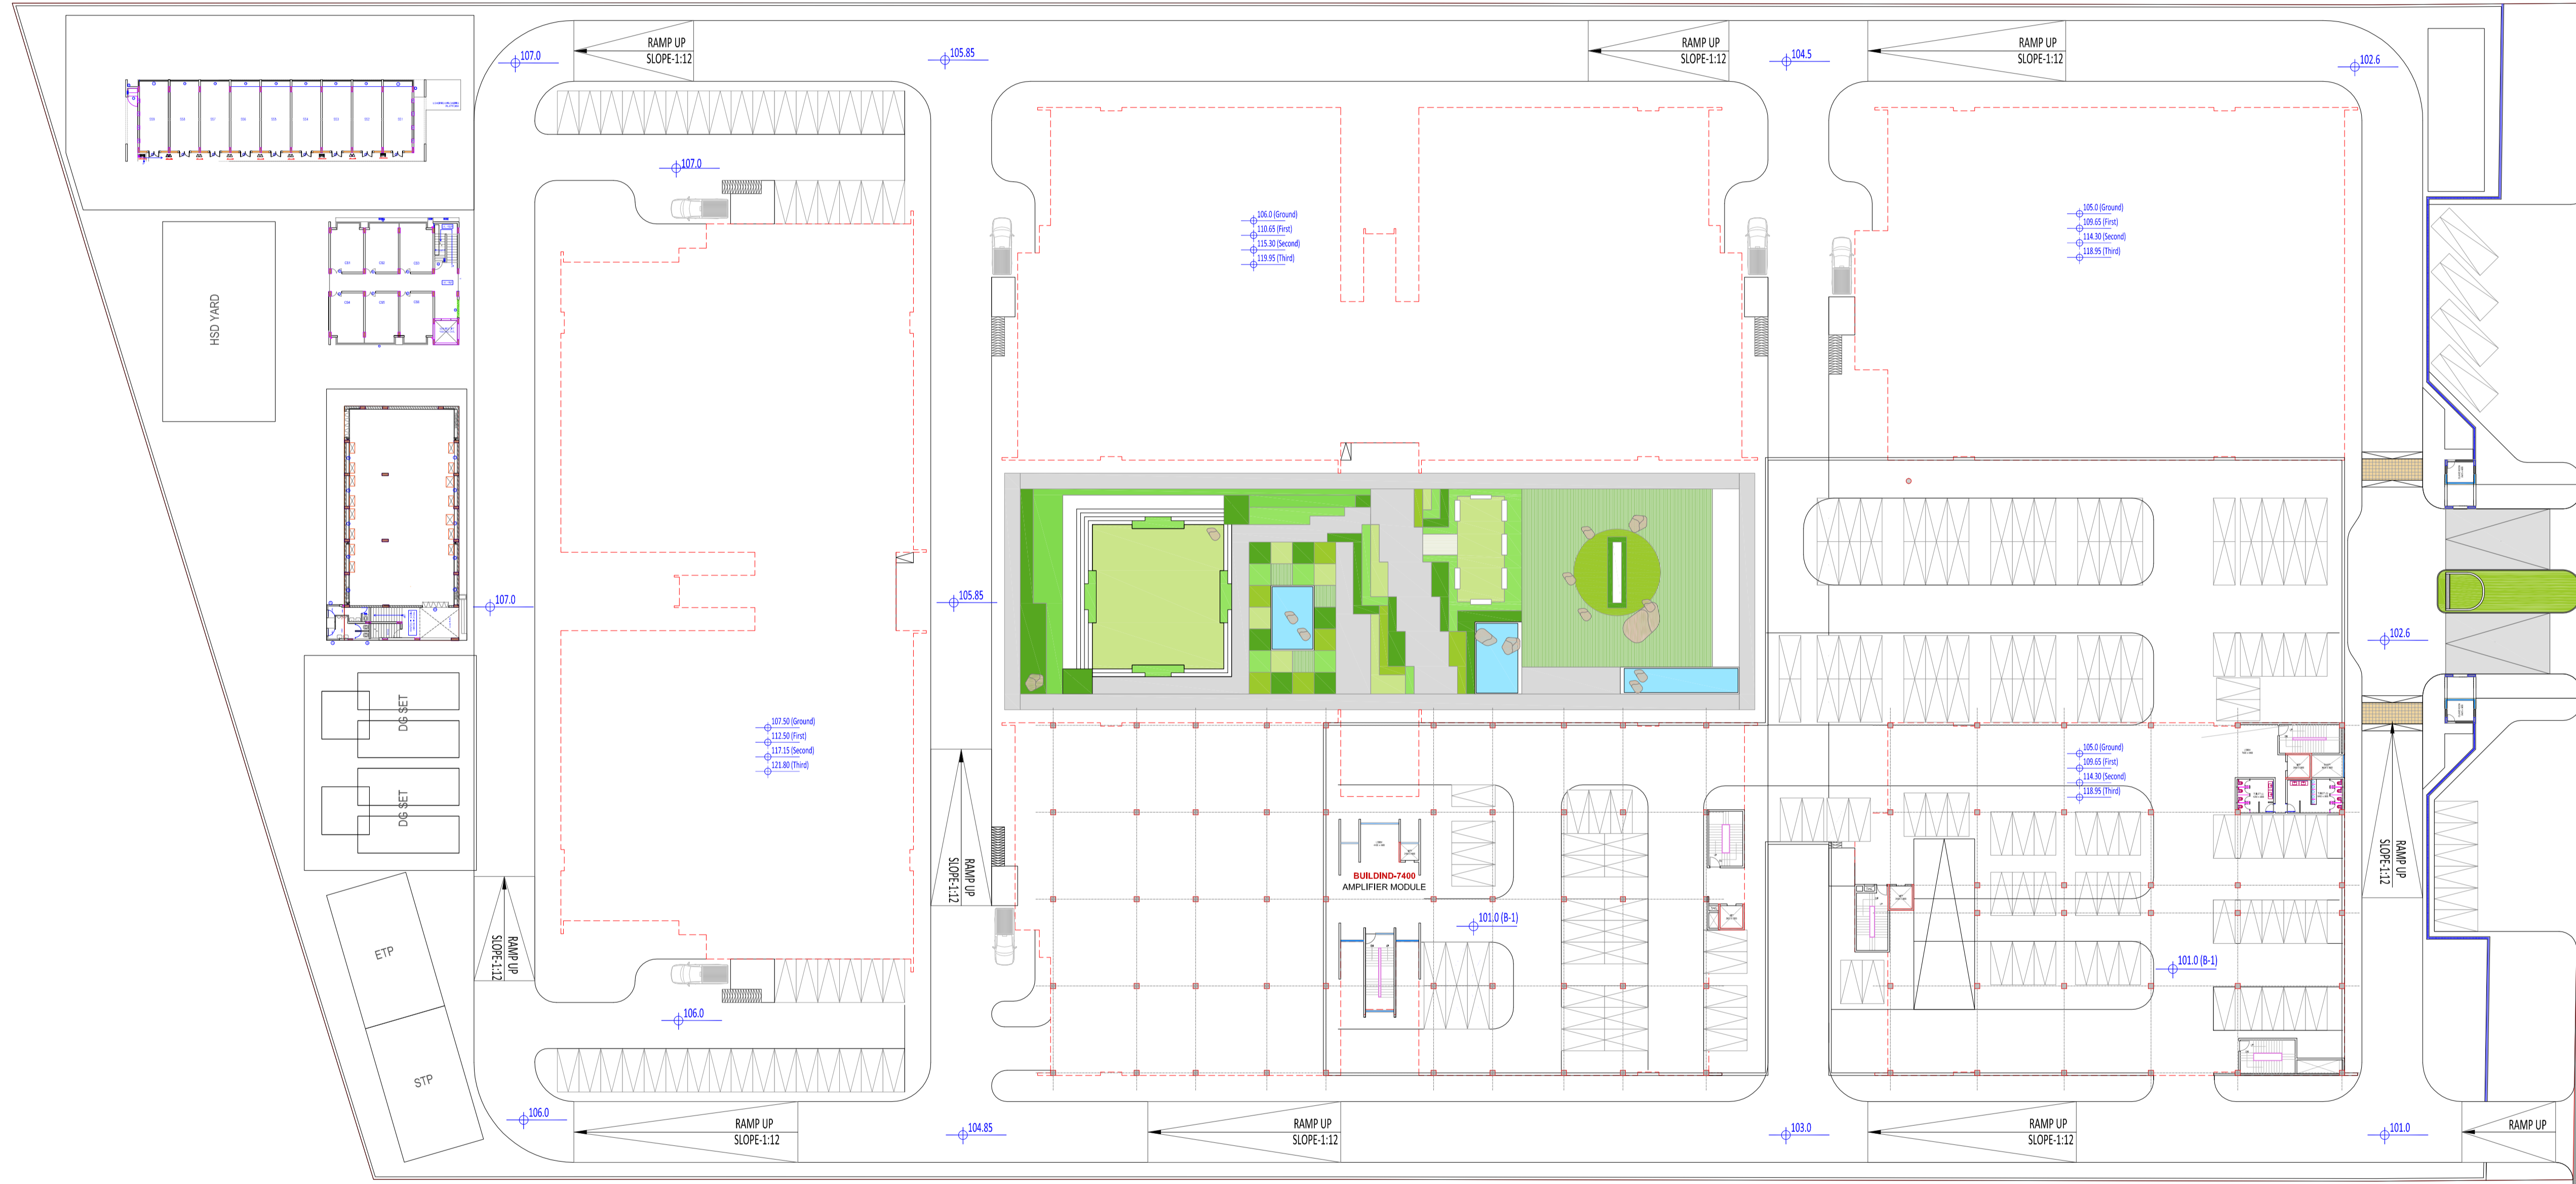 RAMP UP
SLOPE-1:12
RAMP UP
SLOPE-1:12
RAMP UP
SLOPE-1:12
107.0
105.85
104.5
102.6
107.0
HSD YARD
106.0 (Ground)
110.65 (First)
115.30 (Second)
119.95 (Third)
105.0 (Ground)
109.65 (First)
114.30 (Second)
118.95 (Third)
107.0
105.85
102.6
DG SET
DG SET
107.50 (Ground)
112.50 (First)
117.15 (Second)
121.80 (Third)
105.0 (Ground)
109.65 (First)
114.30 (Second)
118.95 (Third)
RAMP UP
SLOPE-1:12
RAMP UP
SLOPE-1:12
RAMP UP
SLOPE-1:12
BUILDIND-7400
AMPLIFIER MODULE
101.0 (B-1)
101.0 (B-1)
ETP
STP
106.0
106.0
RAMP UP
SLOPE-1:12
104.85
RAMP UP
SLOPE-1:12
103.0
RAMP UP
SLOPE-1:12
101.0
RAMP UP